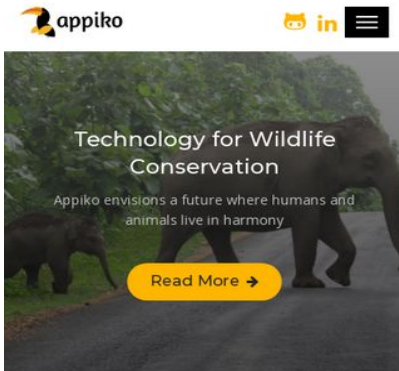 appiko
in
Technology for Wildlife
Conservation
Appiko envisions a future where humans and
animals live in harmony
Read More